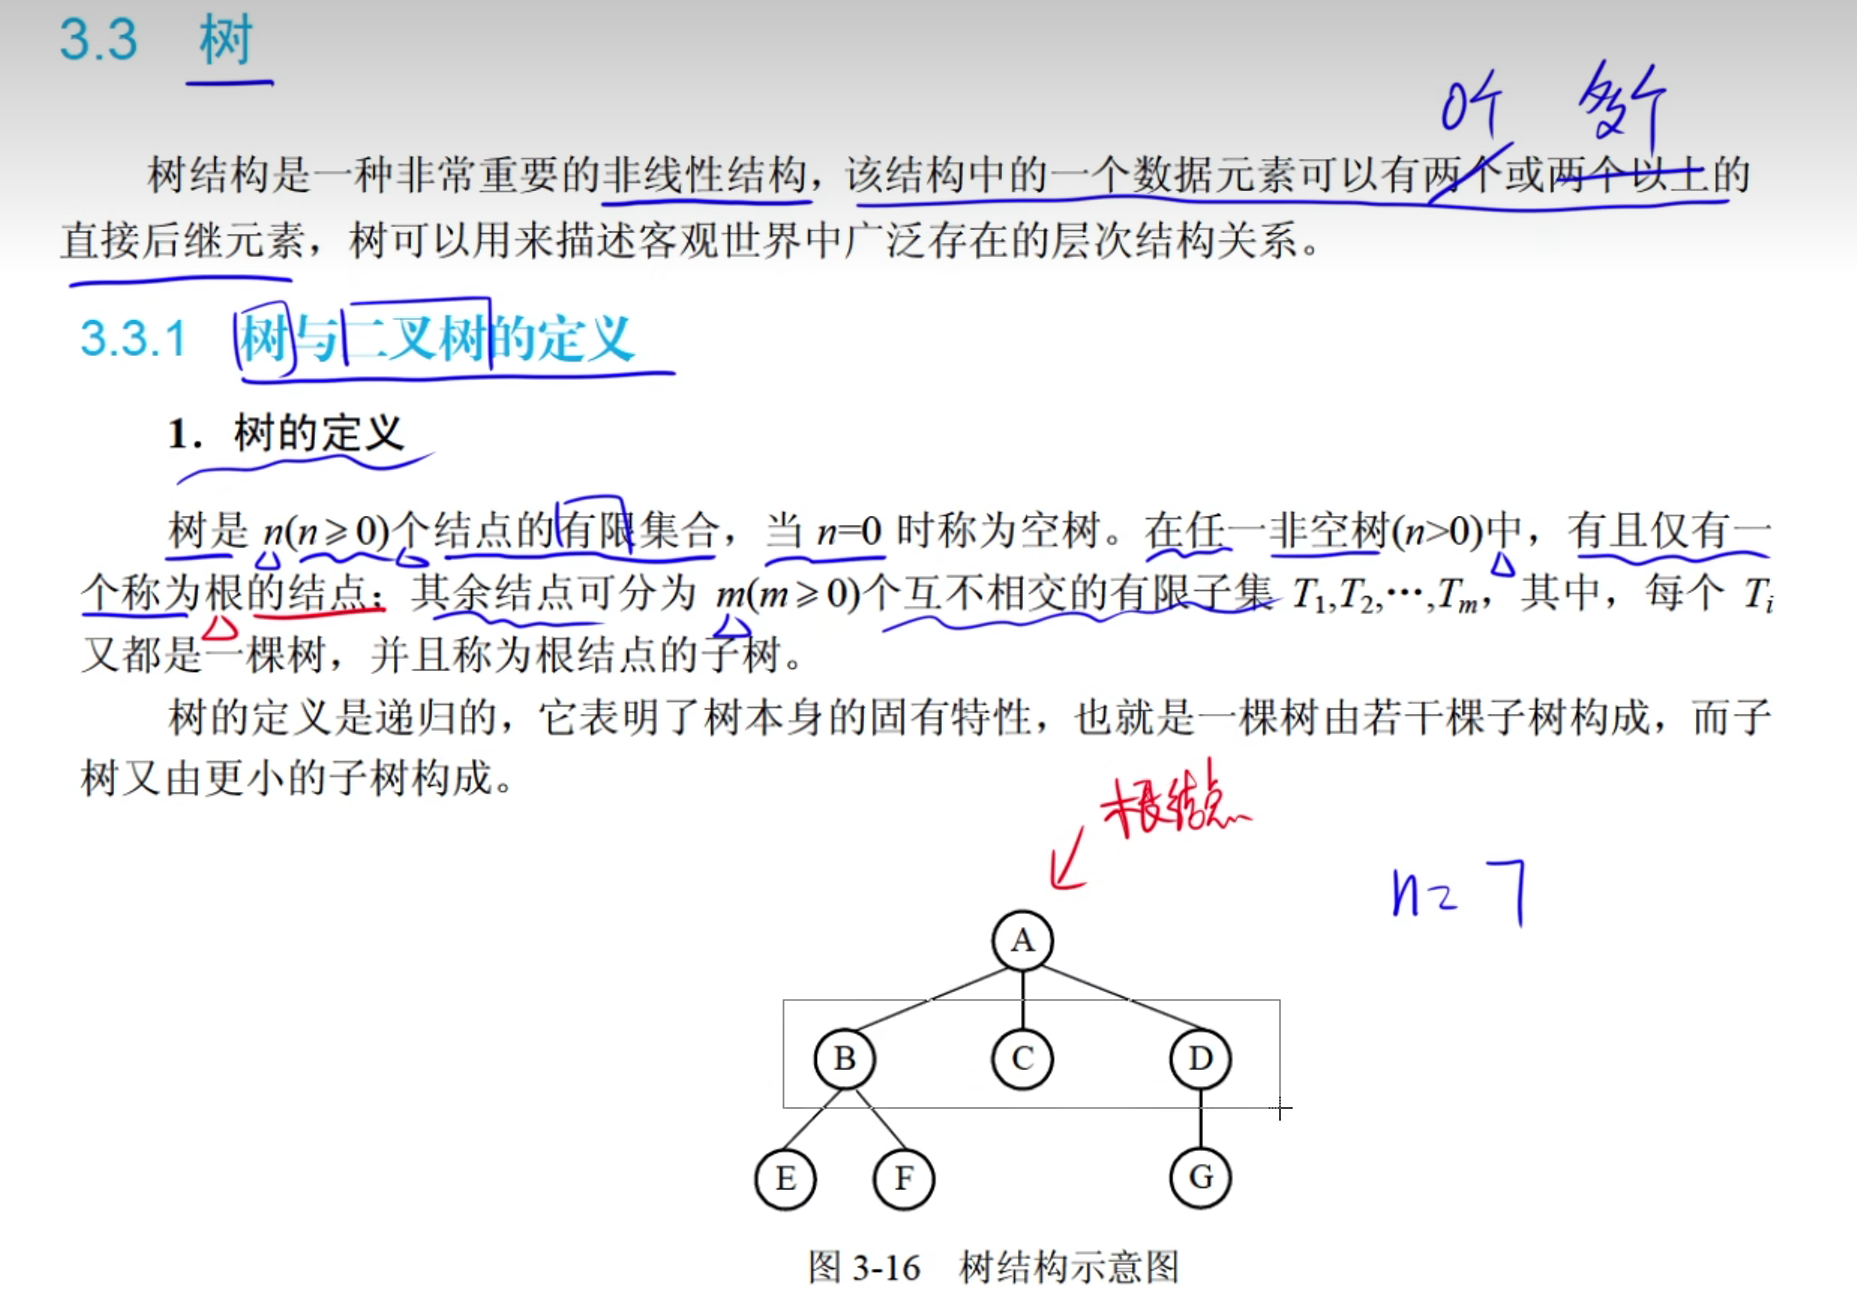 3.3 树
0个 多个
树结构是一种非常重要的非线性结构，该结构中的一个数据元素可以有两个或两个以上的
直接后继元素，树可以用来描述客观世界中广泛存在的层次结构关系。
3.3.1 树与二叉树的定义
1．树的定义
树是 n(n≥0)个结点的有限集合，当 n=0 时称为空树。在任一非空树(n>0)中，有且仅有一
个称为根的结点；其余结点可分为 m(m≥0)个互不相交的有限子集 T1,T2,…,Tm，其中，每个 Ti
又都是一棵树，并且称为根结点的子树。
树的定义是递归的，它表明了树本身的固有特性，也就是一棵树由若干棵子树构成，而子
树又由更小的子树构成。
根结点
n=7
A
B C D
E F G
图 3-16 树结构示意图